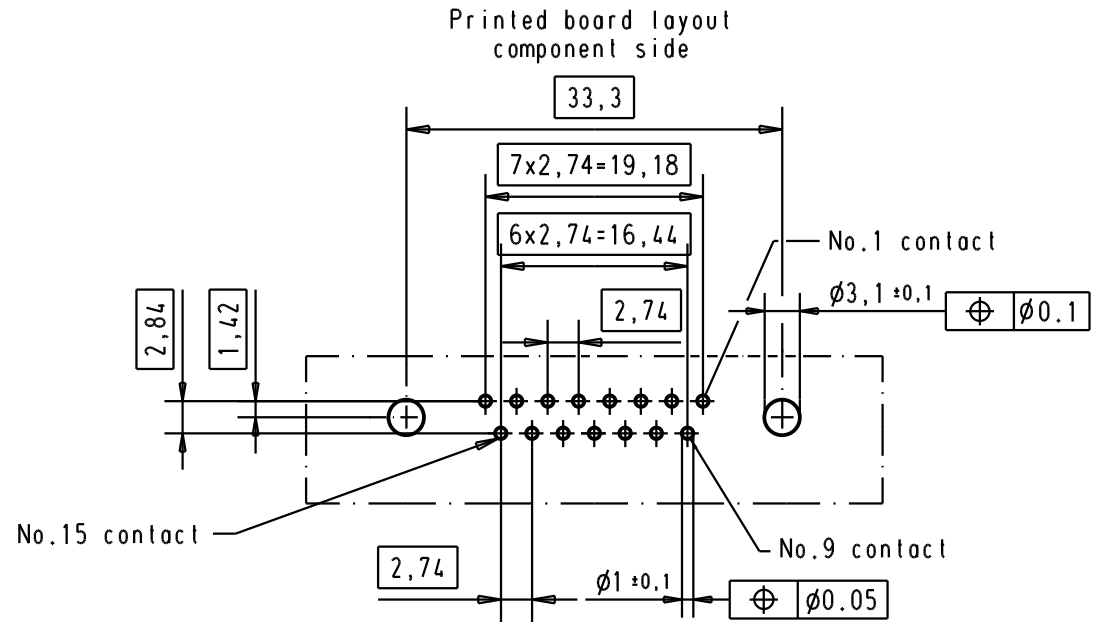 Printed board layout
component side
33,3
7x2,74=19,18
6x2,74=16,44
No.1 contact
2,84
1,42
2,74
Ø3,1 ±0,1
Ø0.1
No.15 contact
No.9 contact
2,74
Ø1 ±0,1
Ø0.05